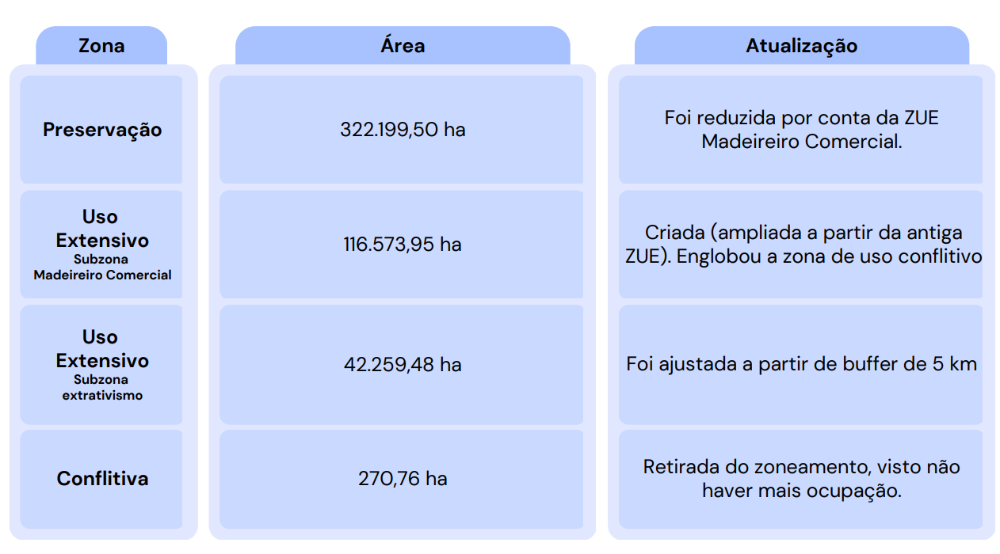 Zona
Área
Atualização
Preservação
322.199,50 ha
Foi reduzida por conta da ZUE
Madeireiro Comercial.
Uso
Extensivo
Subzona
Madeireiro Comercial
116.573,95 ha
Criada (ampliada a partir da antiga
ZUE). Englobou a zona de uso conflitivo
Uso
Extensivo
Subzona
extrativismo
42.259,48 ha
Foi ajustada a partir de buffer de 5 km
Conflitiva
270,76 ha
Retirada do zoneamento, visto não
haver mais ocupação.